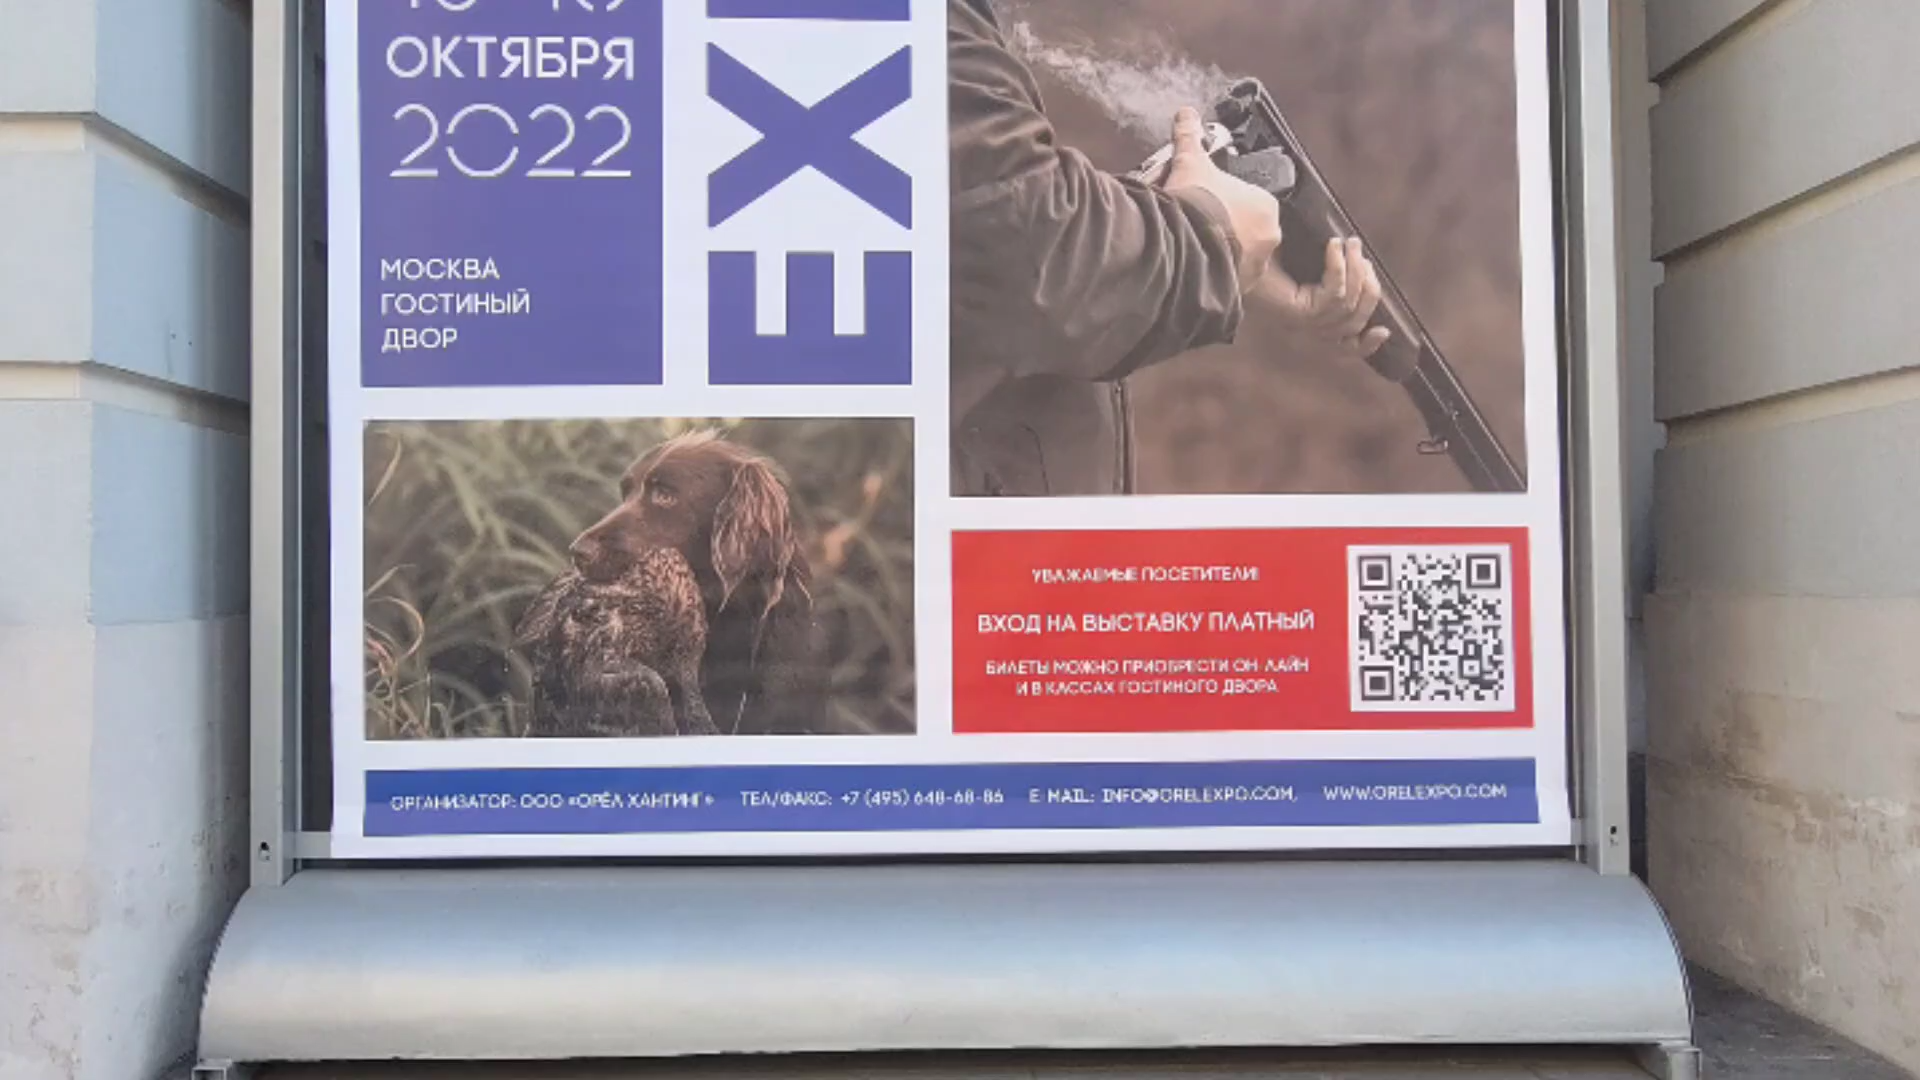 ОКТЯБРЯ
2022
МОСКВА
ГОСТИНЫЙ
ДВОР
EX
УВАЖАЕМЫЕ ПОСЕТИТЕЛИ!
ВХОД НА ВЫСТАВКУ ПЛАТНЫЙ
БИЛЕТЫ МОЖНО ПРИОБРЕСТИ ОН-ЛАЙН
И В КАССАХ ГОСТИНОГО ДВОРА
ОРГАНИЗАТОР: ООО «ОРЁЛ ХАНТИНГ» ТЕЛ/ФАКС: +7 (495) 648-68-86 E-MAIL: INFO@ORELEXPO.COM, WWW.ORELEXPO.COM